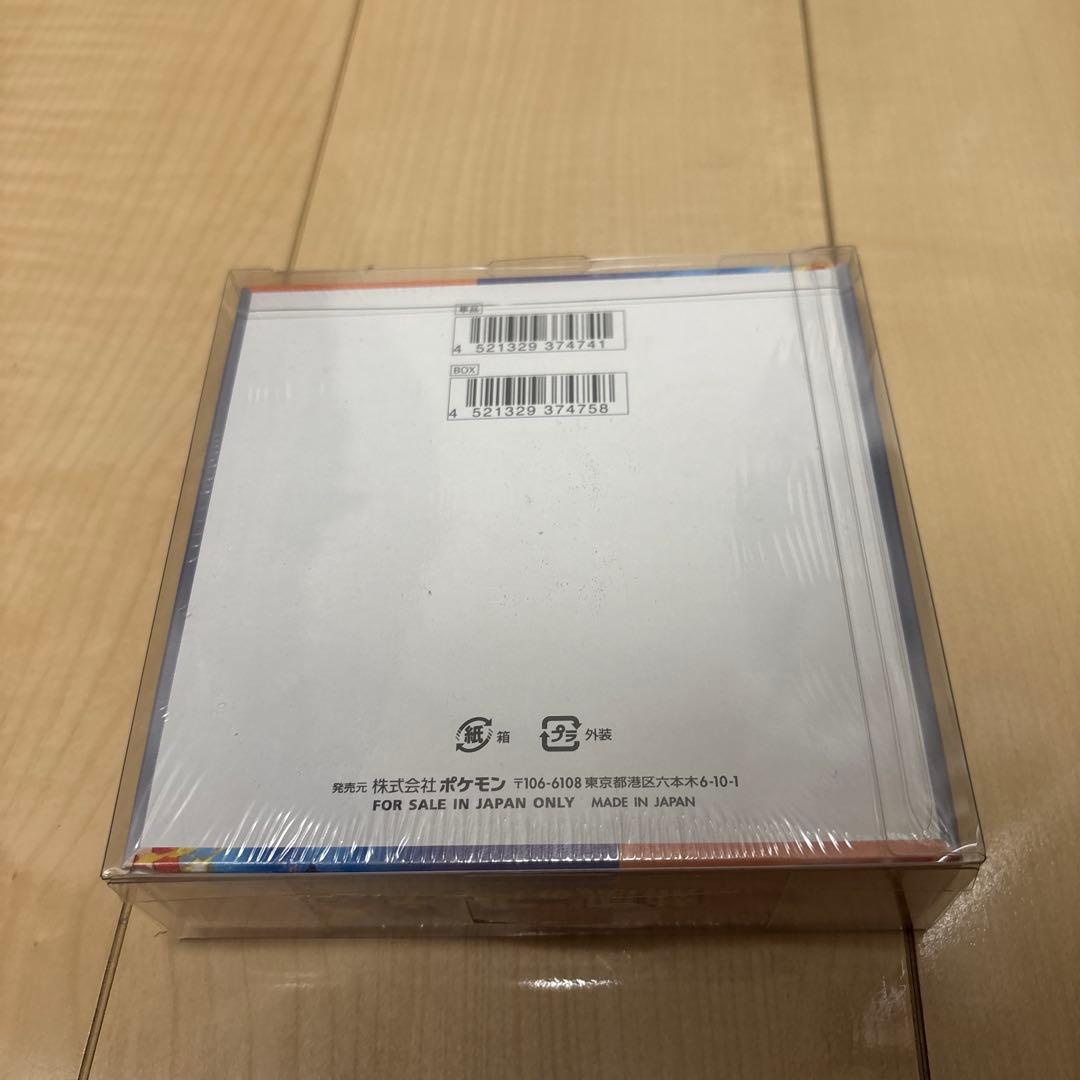 単品
4 521329 374741
BOX
4 521329 374758
紙 箱 プラ 外装
発売元 株式会社 ポケモン 〒106-6108 東京都港区六本木6-10-1
FOR SALE IN JAPAN ONLY MADE IN JAPAN